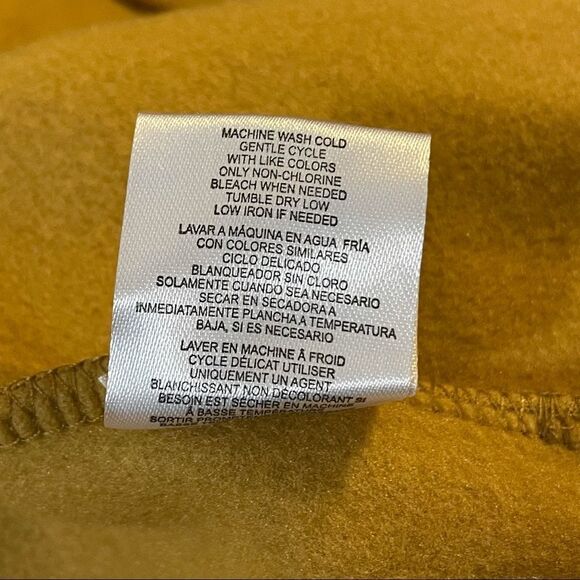 MACHINE WASH COLD
GENTLE CYCLE
WITH LIKE COLORS
ONLY NON-CHLORINE
BLEACH WHEN NEEDED
TUMBLE DRY LOW
LOW IRON IF NEEDED
LAVAR A MÁQUINA EN AGUA FRÍA
CON COLORES SIMILARES
CICLO DELICADO
BLANQUEADOR SIN CLORO
SOLAMENTE CUANDO SEA NECESARIO
SECAR EN SECADORA A
INMEDIATAMENTE PLANCHA A TEMPERATURA
BAJA, SI ES NECESARIO
LAVER EN MACHINE À FROID
CYCLE DÉLICAT UTILISER
UNIQUEMENT UN AGENT
BLANCHISSANT NON DÉCOLORANT SI
BESOIN EST SÉCHER EN MACHINE
À BASSE
SORTIR